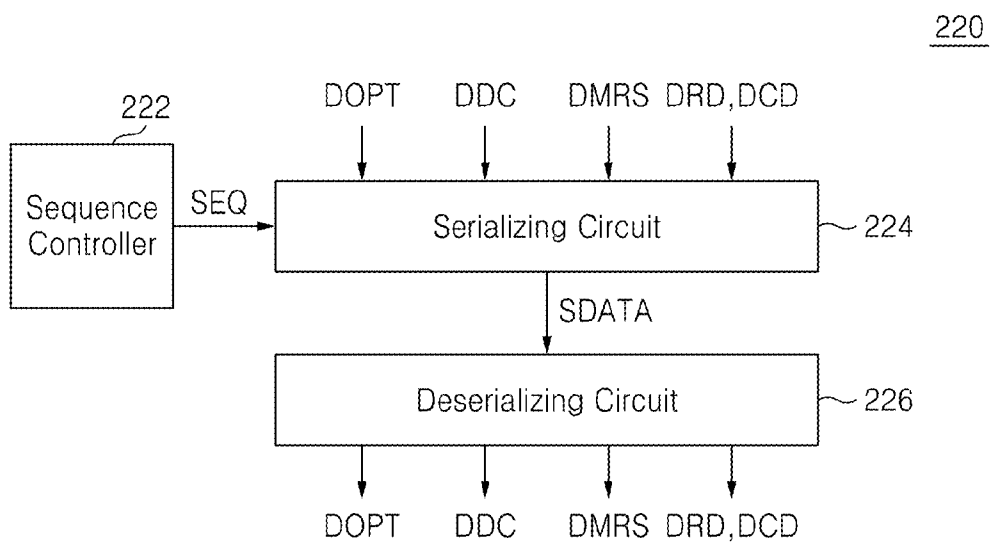 220
DOPT DDC DMRS DRD,DCD
222
Sequence
Controller
SEQ
Serializing Circuit
224
SDATA
Deserializing Circuit
226
DOPT DDC DMRS DRD,DCD